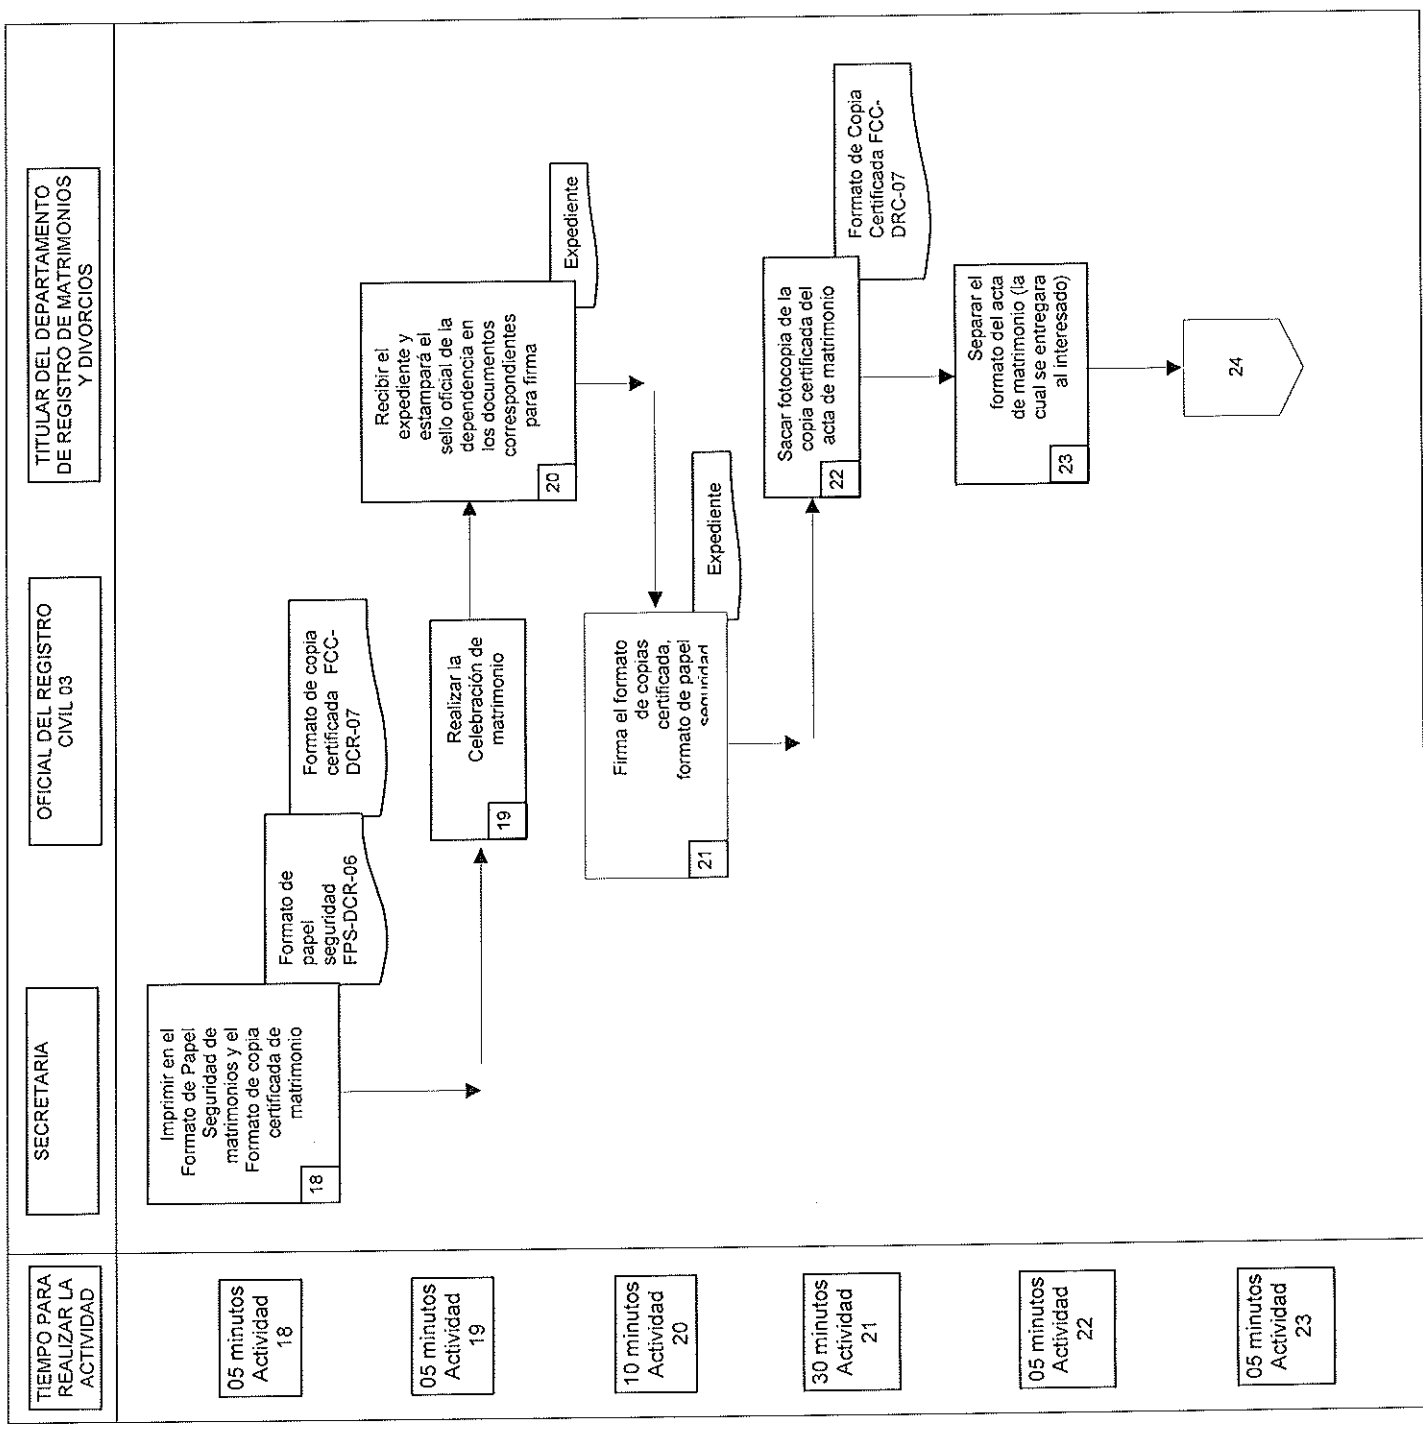 TIEMPO PARA
REALIZAR LA
ACTIVIDAD
SECRETARIA
OFICIAL DEL REGISTRO
CIVIL 03
TITULAR DEL DEPARTAMENTO
DE REGISTRO DE MATRIMONIOS
Y DIVORCIOS
05 minutos
Actividad
18
Imprimir en el
Formato de Papel
Seguridad de
matrimonios y el
Formato de copia
certificada de
matrimonio
18
Formato de
papel
seguridad
FPS-DCR-06
Formato de copia
certificada FCC-
DCR-07
05 minutos
Actividad
19
Realizar la
Celebración de
matrimonio
19
10 minutos
Actividad
20
Recibir el
expediente y
estampará el
sello oficial de la
dependencia en
los documentos
correspondientes
para firma
20
Expediente
30 minutos
Actividad
21
Firma el formato
de copias
certificada,
formato de papel
seguridad
21
Expediente
05 minutos
Actividad
22
Sacar fotocopia de la
copia certificada del
acta de matrimonio
22
Formato de Copia
Certificada FCC-
DRC-07
05 minutos
Actividad
23
Separar el
formato del acta
de matrimonio (la
cual se entregara
al interesado)
23
24